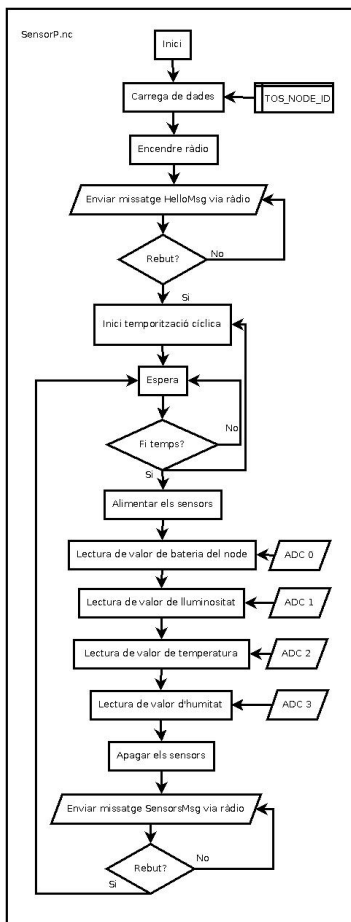 SensorP.nc
Inici
Carrega de dades
TOS_NODE_ID
Encendre ràdio
Enviar missatge HelloMsg via ràdio
Rebut?
No
Si
Inici temporització cíclica
Espera
Fi temps?
No
Si
Alimentar els sensors
Lectura de valor de bateria del node
ADC 0
Lectura de valor de lluminositat
ADC 1
Lectura de valor de temperatura
ADC 2
Lectura de valor d'humitat
ADC 3
Apagar els sensors
Enviar missatge SensorsMsg via ràdio
Rebut?
No
Si